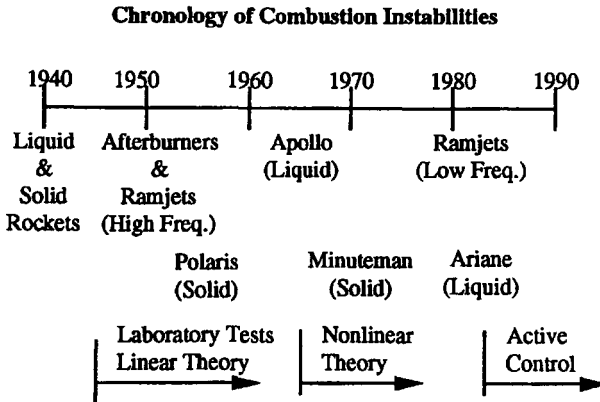 Chronology of Combustion Instabilities
1940 1950 1960 1970 1980 1990
Liquid
&
Solid
Rockets
Afterburners
&
Ramjets
(High Freq.)
Apollo
(Liquid)
Ramjets
(Low Freq.)
Polaris
(Solid)
Minuteman
(Solid)
Ariane
(Liquid)
Laboratory Tests
Linear Theory
Nonlinear
Theory
Active
Control